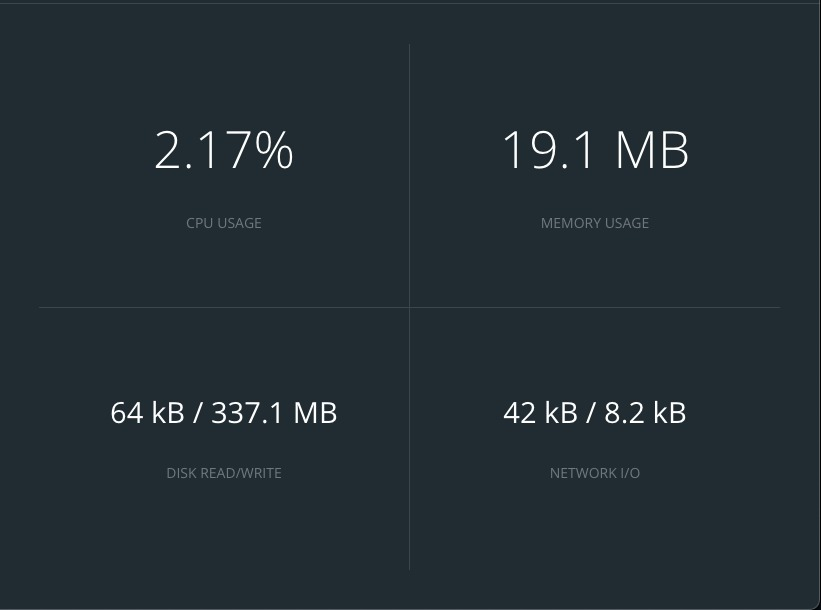 2.17%
CPU USAGE
19.1 MB
MEMORY USAGE
64 kB / 337.1 MB
DISK READ/WRITE
42 kB / 8.2 kB
NETWORK I/O